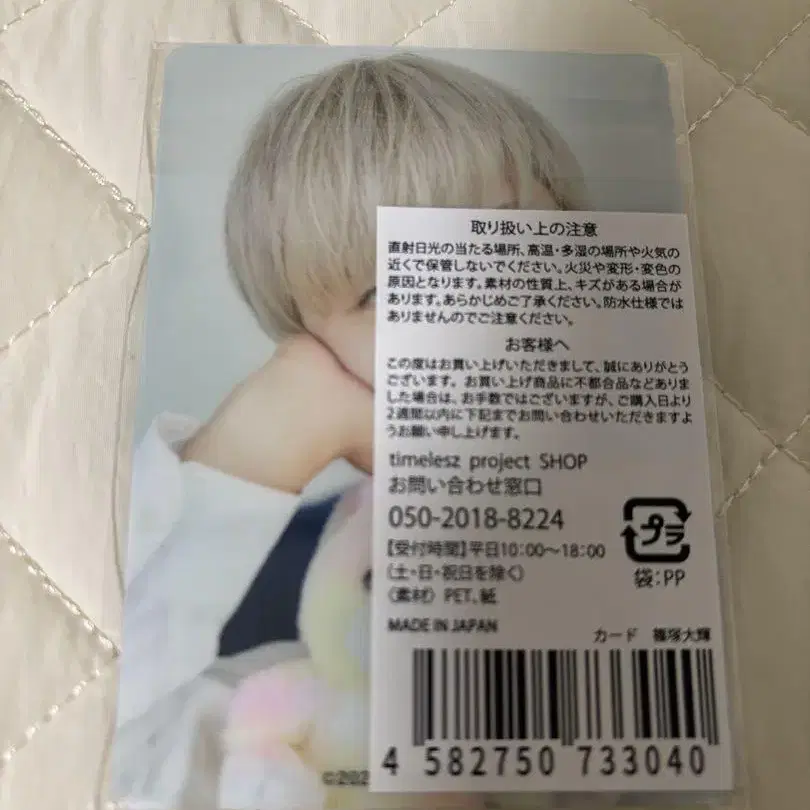 取り扱い上の注意
直射日光の当たる場所、高温・多湿の場所や火気の
近くで保管しないでください。火災や変形・変色の
原因となります。素材の性質上、キズがある場合が
あります。あらかじめご了承ください。防水仕様では
ありませんのでご注意ください。
お客様へ
この度はお買い上げいただきまして、誠にありがとう
ございます。お買い上げ商品に不都合品などありまし
た場合は、お手数ではございますが、ご購入日より
2週間以内に下記までお問い合わせいただきますよ
うお願い申し上げます。
timelesz project SHOP
お問い合わせ窓口
050-2018-8224
【受付時間】平日10:00〜18:00
(土・日・祝日を除く)
〈素材〉 PET、紙
プラ
袋:PP
MADE IN JAPAN
カード 篠塚大輝
4 582750 733040
©202